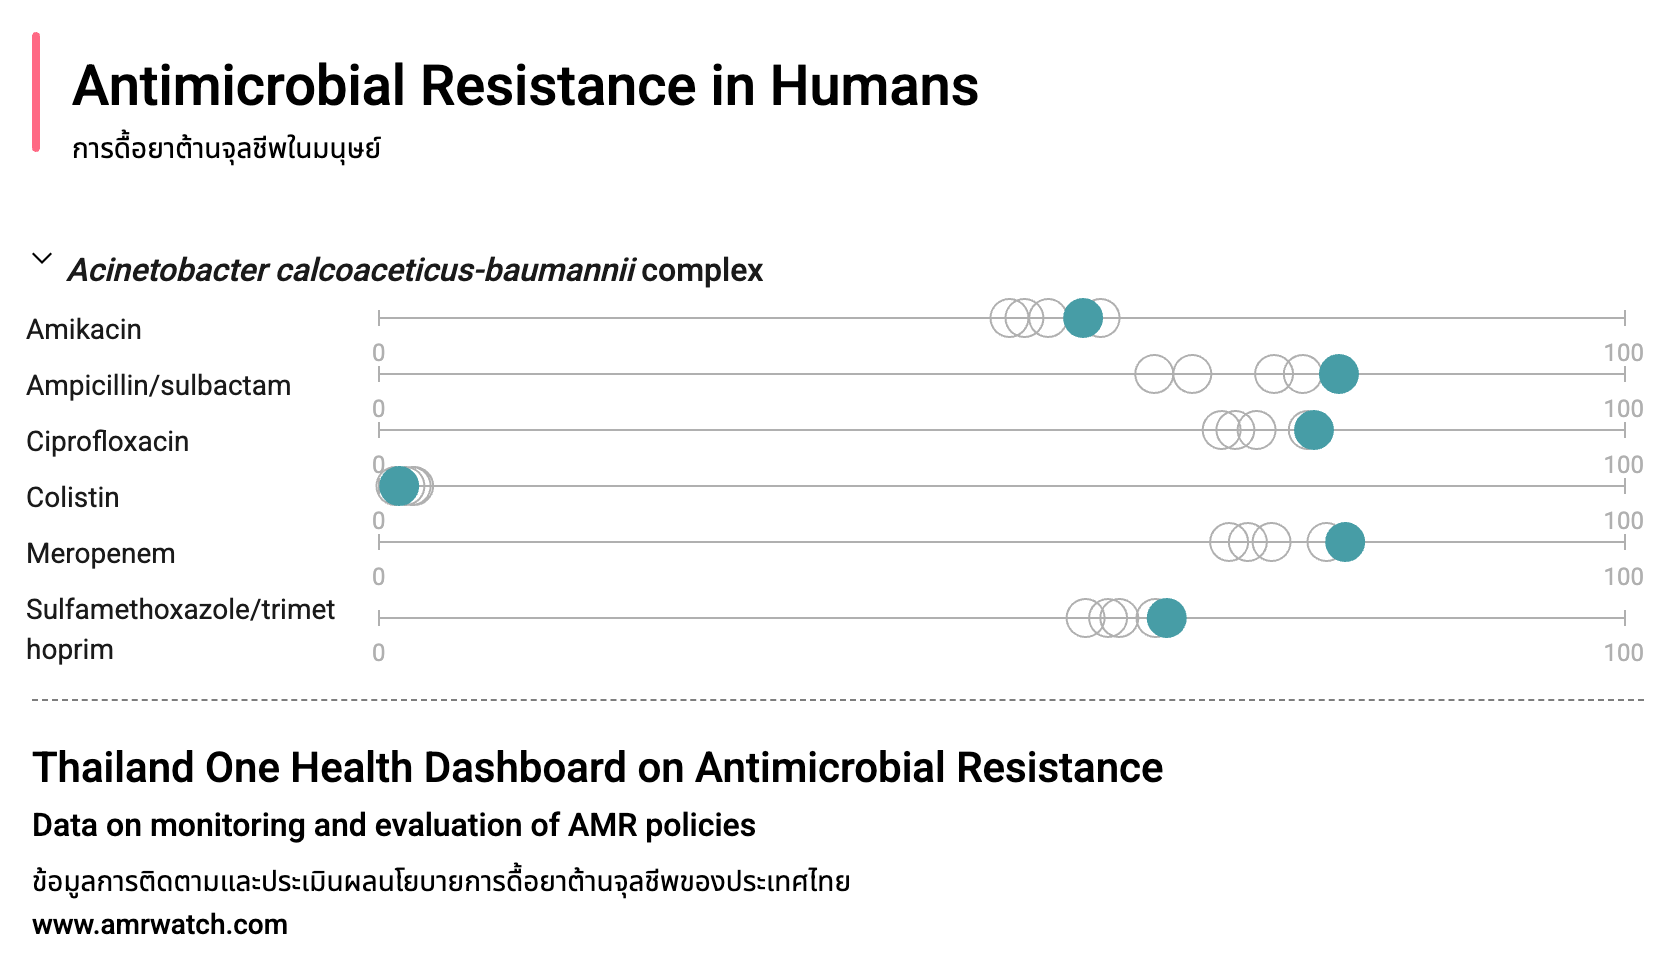 Antimicrobial Resistance in Humans
การดื้อยาต้านจุลชีพในมนุษย์
Acinetobacter calcoaceticus-baumannii complex
Amikacin
0 100
Ampicillin/sulbactam
0 100
Ciprofloxacin
0 100
Colistin
0 100
Meropenem
0 100
Sulfamethoxazole/trimet
hoprim
0 100
Thailand One Health Dashboard on Antimicrobial Resistance
Data on monitoring and evaluation of AMR policies
ข้อมูลการติดตามและประเมินผลนโยบายการดื้อยาต้านจุลชีพของประเทศไทย
www.amrwatch.com